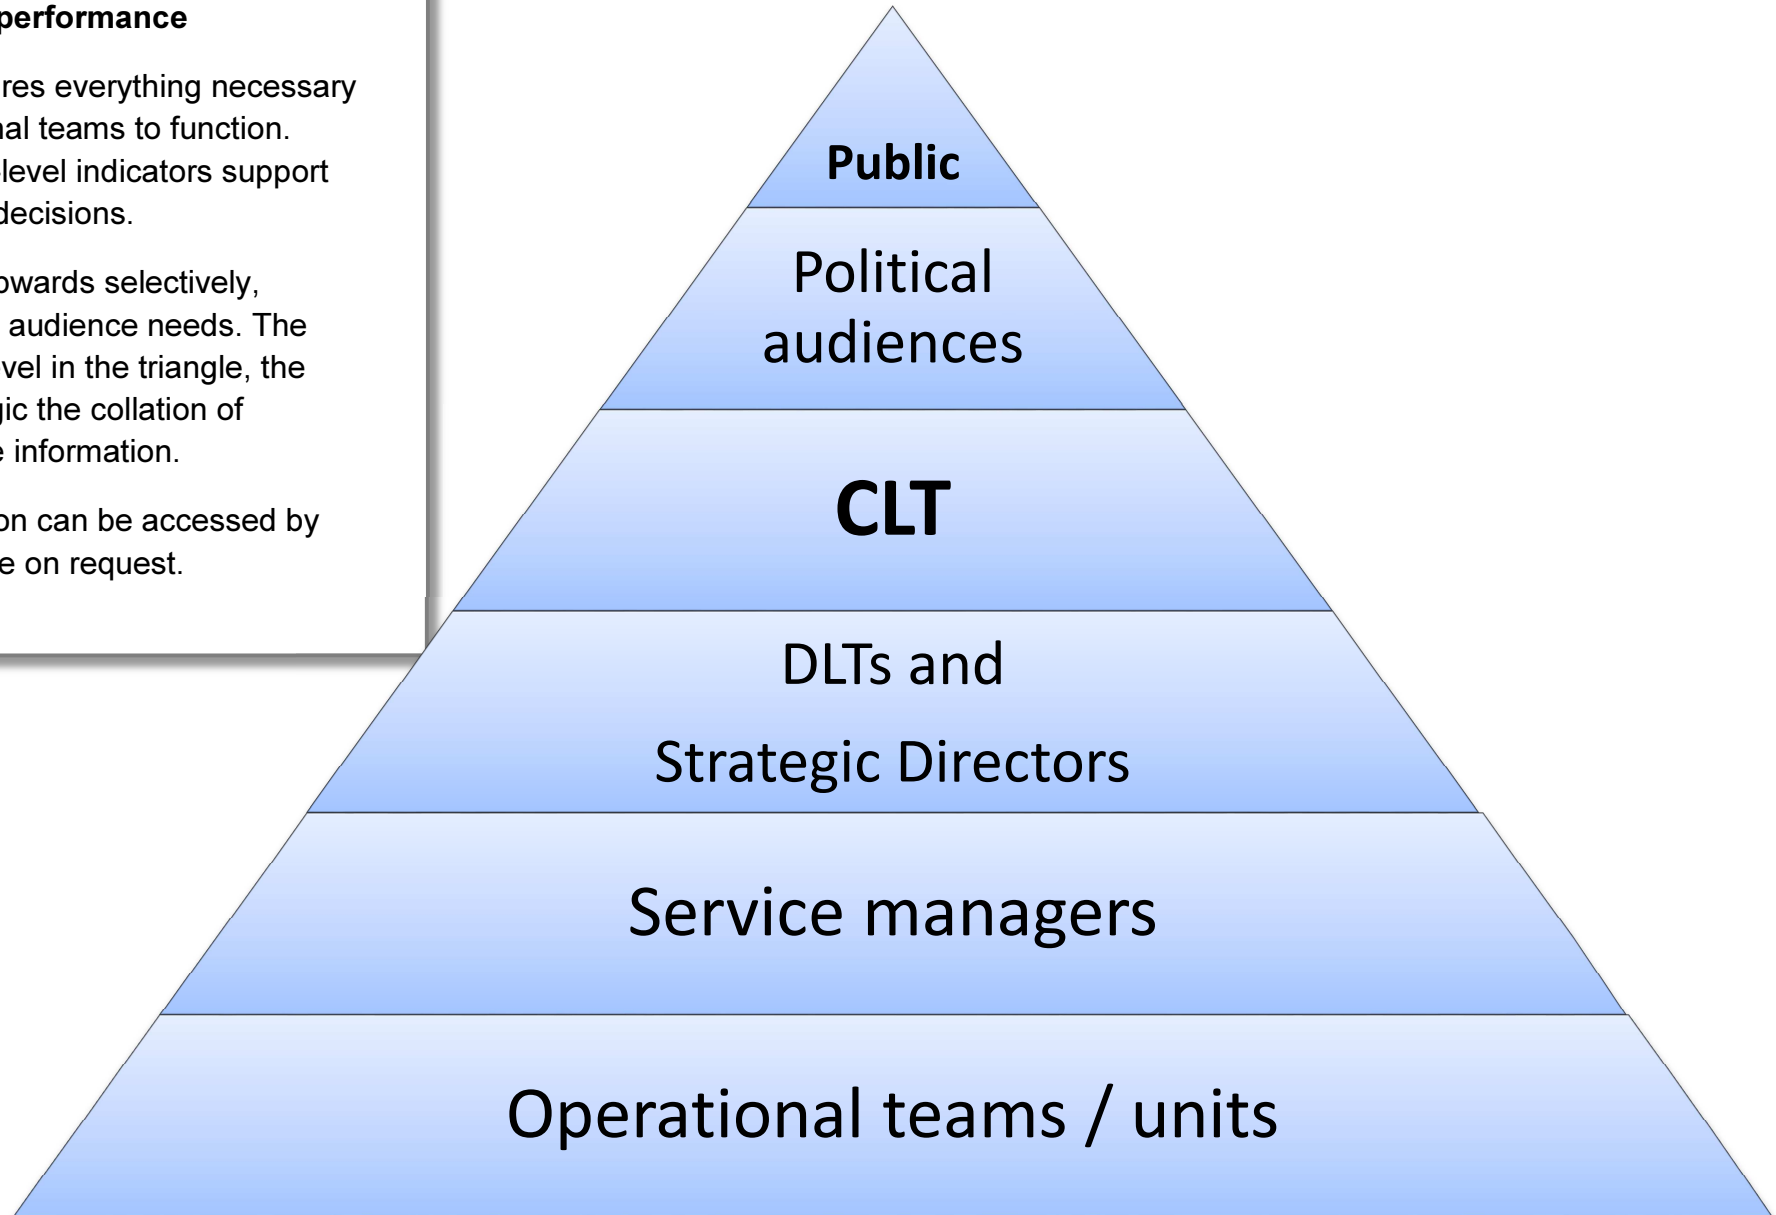 performance
res everything necessary
nal teams to function.
level indicators support
decisions.
owards selectively,
audience needs. The
vel in the triangle, the
gic the collation of
e information.
on can be accessed by
e on request.
Public
Political
audiences
CLT
DLTs and
Strategic Directors
Service managers
Operational teams / units